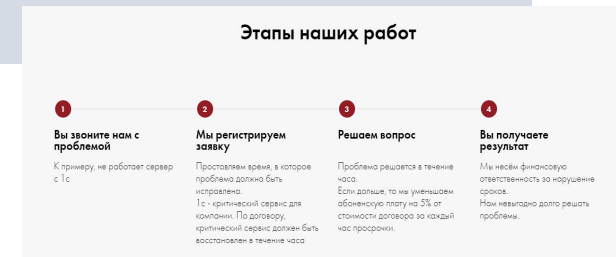 Этапы наших работ
1
2
3
4
Вы звоните нам с
проблемой
К примеру, не работает сервер
с 1с
Мы регистрируем
заявку
Проставляем время, в которое
проблема должна быть
исправлена.
1с - критический сервис для
компании. По договору,
критический сервис должен быть
восстановлен в течение часа
Решаем вопрос
Проблема решается в течение
часа.
Если дольше, то мы уменьшаем
абонентскую плату на 5% от
стоимости договора за каждый
час просрочки.
Вы получаете
результат
Мы несём финансовую
ответственность за нарушение
сроков.
Нам невыгодно долго решать
проблемы.